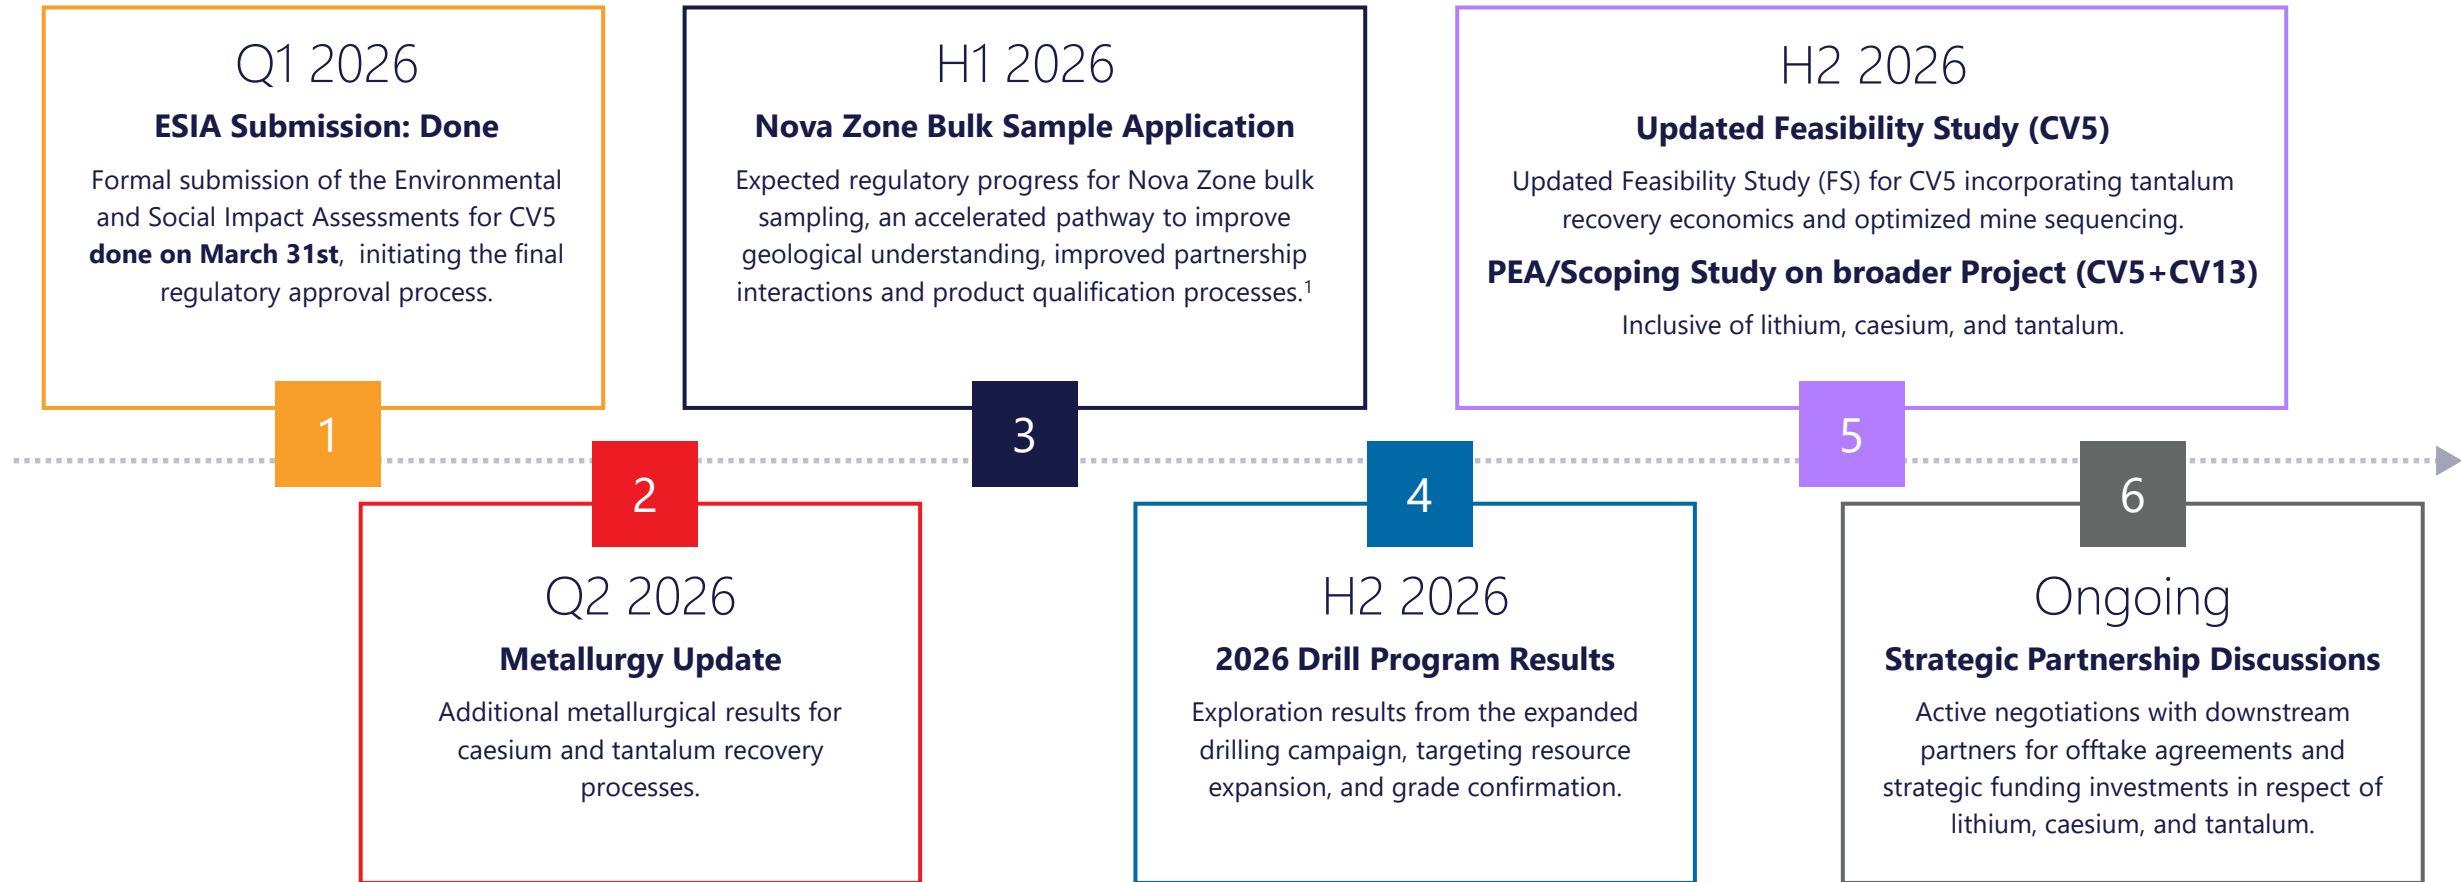 Q1 2026
ESIA Submission: Done
Formal submission of the Environmental
and Social Impact Assessments for CV5
done on March 31st, initiating the final
regulatory approval process.
1
Q2 2026
Metallurgy Update
Additional metallurgical results for
caesium and tantalum recovery
processes.
2
H1 2026
Nova Zone Bulk Sample Application
Expected regulatory progress for Nova Zone bulk
sampling, an accelerated pathway to improve
geological understanding, improved partnership
interactions and product qualification processes.¹
3
H2 2026
2026 Drill Program Results
Exploration results from the expanded
drilling campaign, targeting resource
expansion, and grade confirmation.
4
H2 2026
Updated Feasibility Study (CV5)
Updated Feasibility Study (FS) for CV5 incorporating tantalum
recovery economics and optimized mine sequencing.
PEA/Scoping Study on broader Project (CV5+CV13)
Inclusive of lithium, caesium, and tantalum.
5
6
Ongoing
Strategic Partnership Discussions
Active negotiations with downstream
partners for offtake agreements and
strategic funding investments in respect of
lithium, caesium, and tantalum.